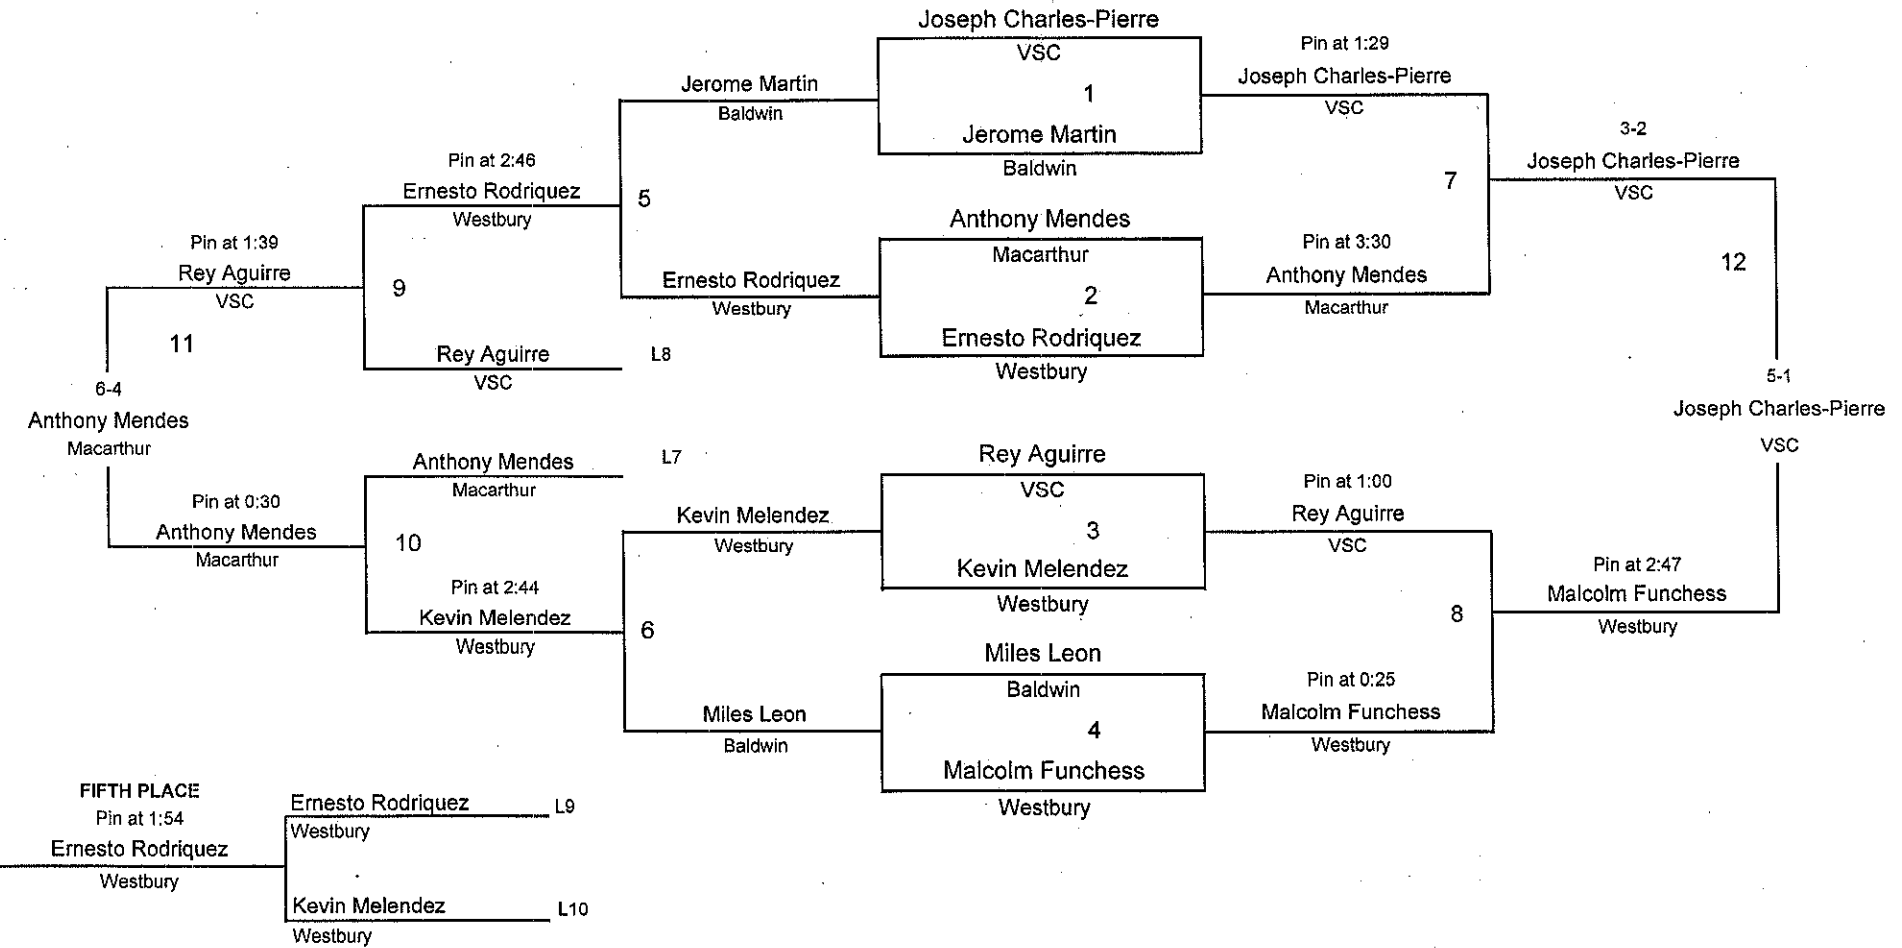 Joseph Charles-Pierre
VSC
1
Jerome Martin
Baldwin
Anthony Mendes
Macarthur
2
Ernesto Rodriquez
Westbury
Rey Aguirre
VSC
3
Kevin Melendez
Westbury
Miles Leon
Baldwin
4
Malcolm Funchess
Westbury
Pin at 1:29
Joseph Charles-Pierre
VSC
7
Pin at 3:30
Anthony Mendes
Macarthur
Pin at 1:00
Rey Aguirre
VSC
8
Pin at 0:25
Malcolm Funchess
Westbury
3-2
Joseph Charles-Pierre
VSC
12
Pin at 2:47
Malcolm Funchess
Westbury
5-1
Joseph Charles-Pierre
VSC
Jerome Martin
Baldwin
5
Ernesto Rodriquez
Westbury
Kevin Melendez
Westbury
6
Miles Leon
Baldwin
Pin at 2:46
Ernesto Rodriquez
Westbury
9
Rey Aguirre
L8
VSC
Anthony Mendes
L7
Macarthur
10
Pin at 2:44
Kevin Melendez
Westbury
Pin at 1:39
Rey Aguirre
VSC
11
Pin at 0:30
Anthony Mendes
Macarthur
6-4
Anthony Mendes
Macarthur
FIFTH PLACE
Pin at 1:54
Ernesto Rodriquez
Westbury
Ernesto Rodriquez
L9
Westbury
Kevin Melendez
L10
Westbury